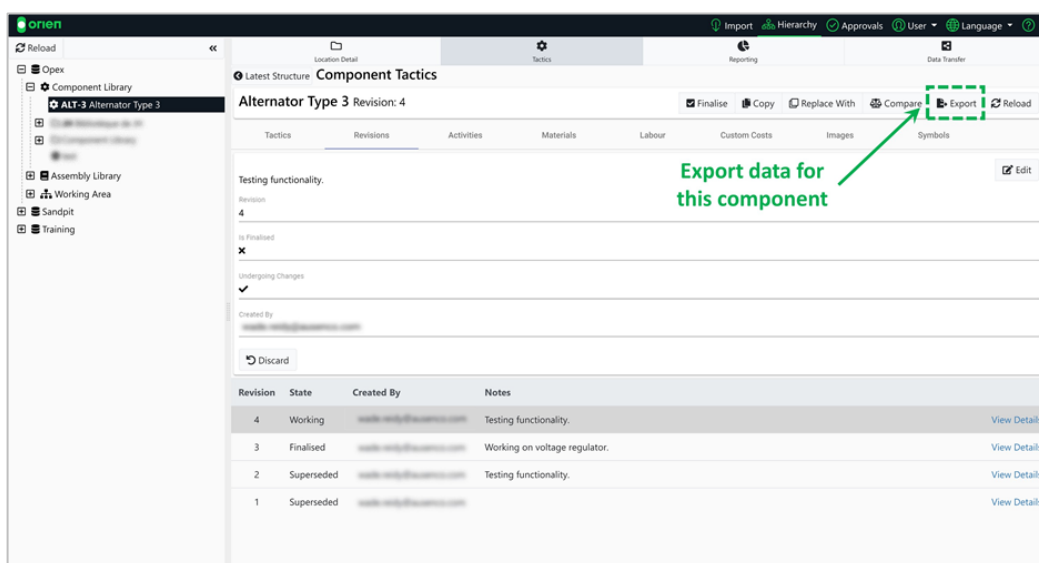 orien
Import Hierarchy Approvals User Language
Reload
Location Detail Tactics Reporting Data Transfer
Opex
Component Library
ALT-3 Alternator Type 3
Assembly Library
Working Area
Sandpit
Training
Latest Structure Component Tactics
Alternator Type 3 Revision: 4
Finalise Copy Replace With Compare Export Reload
Tactics Revisions Activities Materials Labour Custom Costs Images Symbols
Export data for
this component
Edit
Testing functionality.
Revision
4
Is Finalised
Undergoing Changes
Created By
Discard
Revision State Created By Notes
4 Working Testing functionality. View Details
3 Finalised Working on voltage regulator. View Details
2 Superseded Testing functionality. View Details
1 Superseded View Details